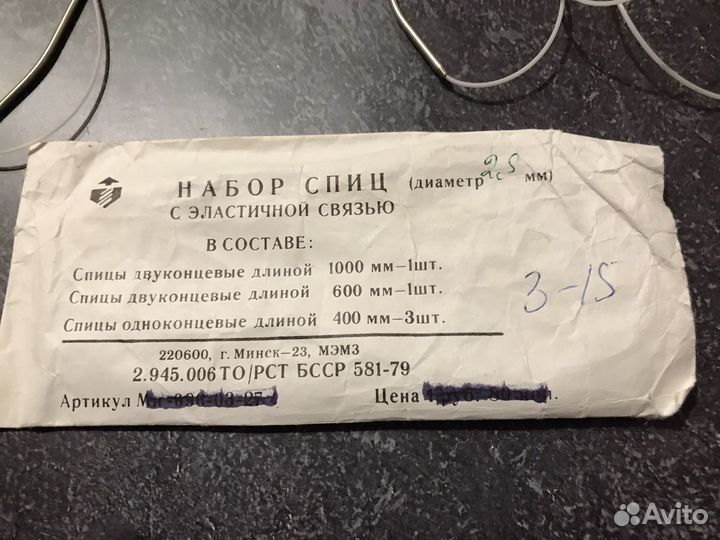 НАБОР СПИЦ (диаметр 2,5 мм)
С ЭЛАСТИЧНОЙ СВЯЗЬЮ
В СОСТАВЕ:
Спицы двуконцевые длиной 1000 мм—1шт.
Спицы двуконцевые длиной 600 мм—1шт.
Спицы одноконцевые длиной 400 мм—3шт.
3-15
220600, г. Минск—23, МЭМЗ
2.945.006ТО/РСТ БССР 581-79
Артикул Цена
Avito